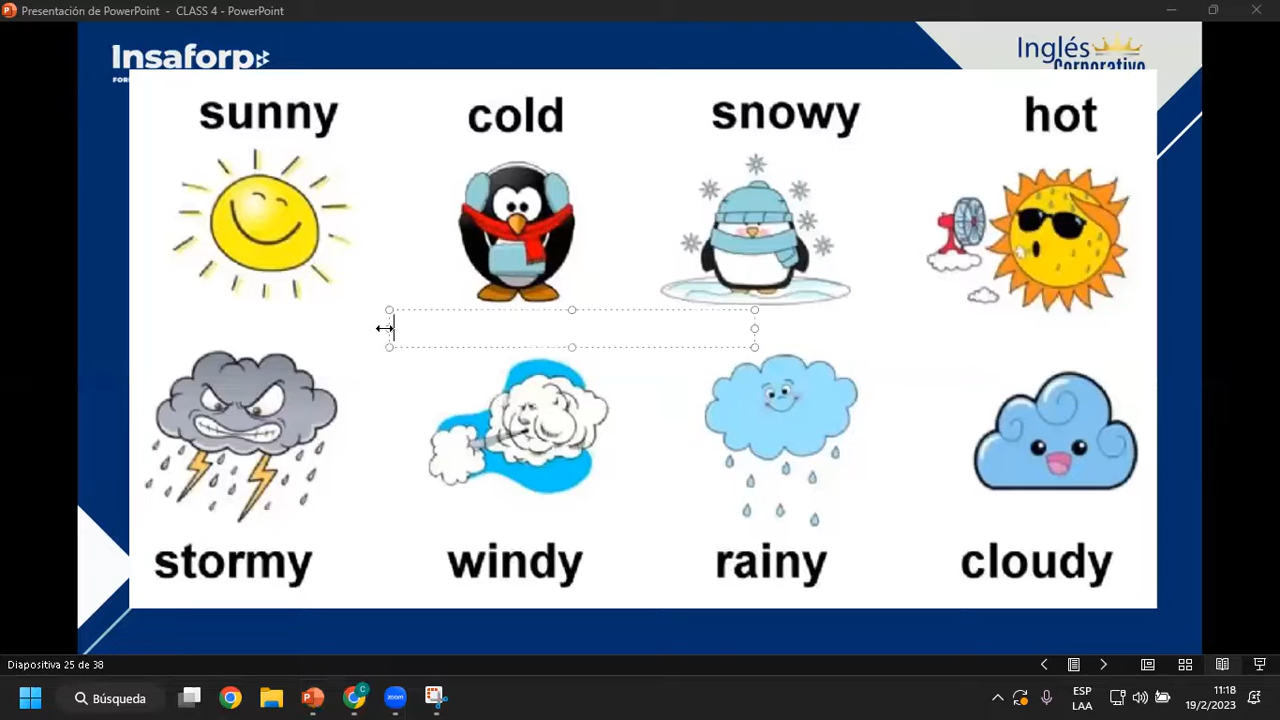 Presentación de PowerPoint - CLASS 4 - PowerPoint
Insaforp
Inglés
Corporativo
sunny cold snowy hot
stormy windy rainy cloudy
Diapositiva 25 de 38
Búsqueda
zoom
ESP
LAA
11:18
19/2/2023